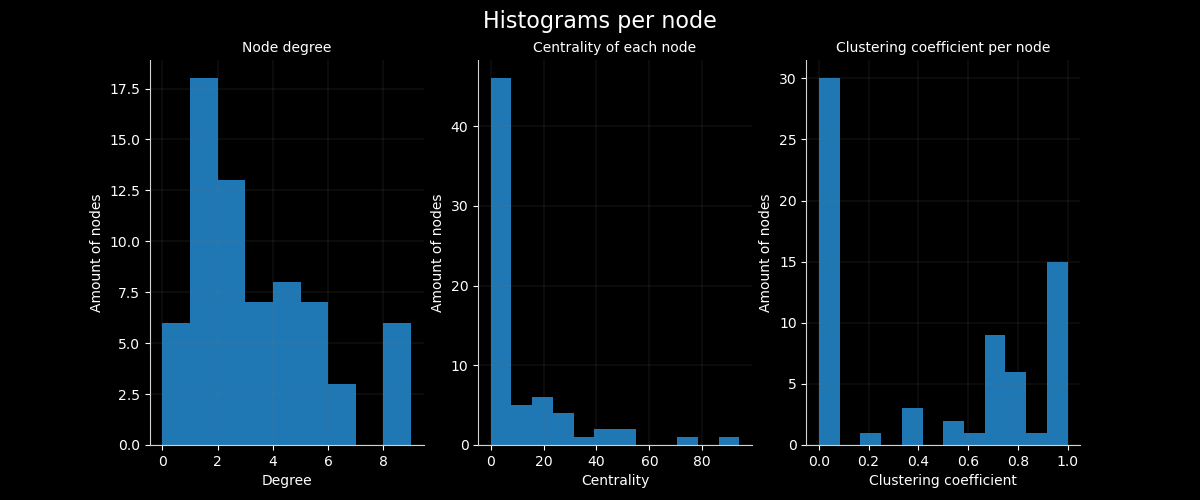 Histograms per node
Node degree
Amount of nodes
17.5
15.0
12.5
10.0
7.5
5.0
2.5
0.0
0 2 4 6 8
Degree
Centrality of each node
Amount of nodes
40
30
20
10
0
0 20 40 60 80
Centrality
Clustering coefficient per node
Amount of nodes
30
25
20
15
10
5
0
0.0 0.2 0.4 0.6 0.8 1.0
Clustering coefficient